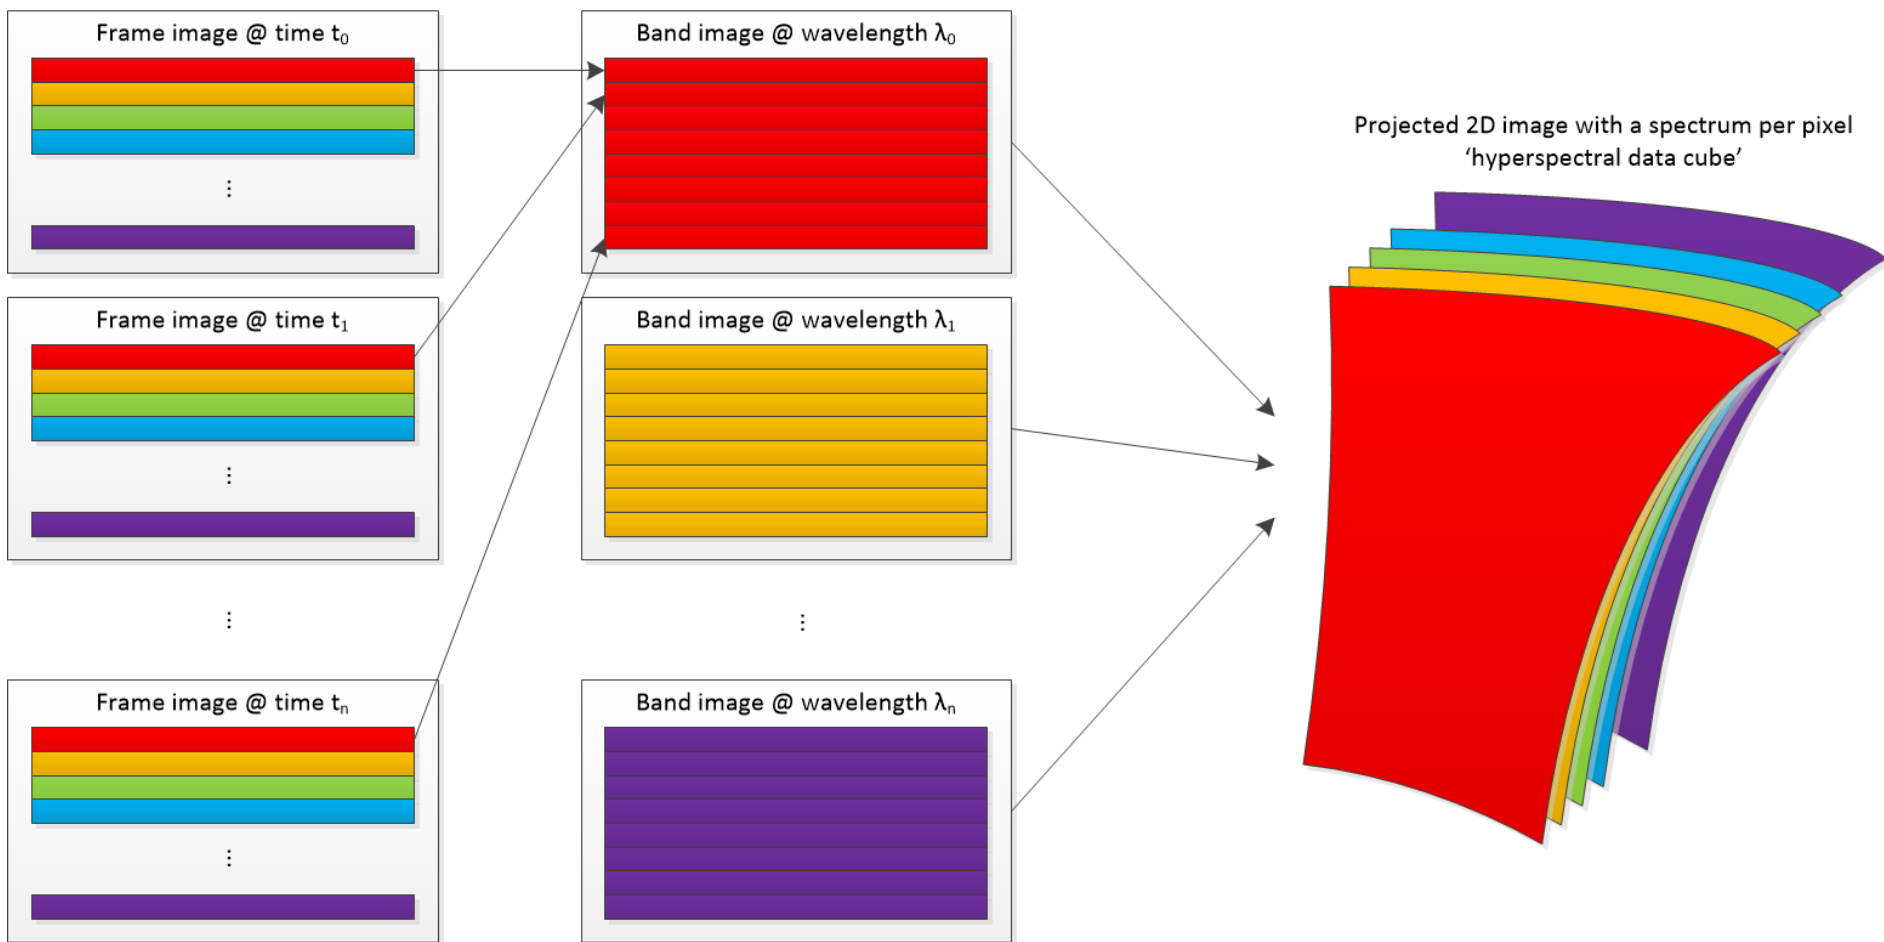 Frame image @ time t₀
Band image @ wavelength λ₀
Projected 2D image with a spectrum per pixel
‘hyperspectral data cube’
⋮
Frame image @ time t₁
Band image @ wavelength λ₁
⋮
⋮
⋮
Frame image @ time tₙ
Band image @ wavelength λₙ
⋮